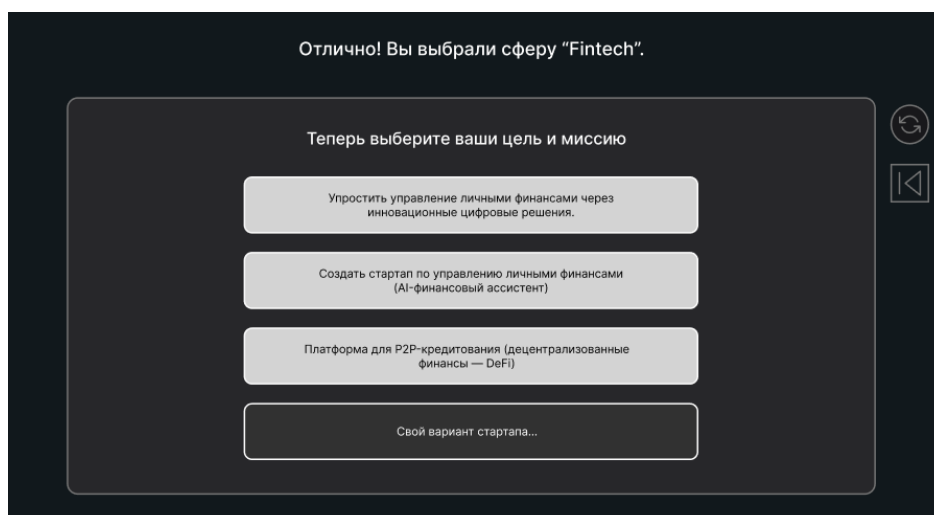 Отлично! Вы выбрали сферу “Fintech”.
Теперь выберите ваши цель и миссию
Упростить управление личными финансами через
инновационные цифровые решения.
Создать стартап по управлению личными финансами
(AI-финансовый ассистент)
Платформа для P2P-кредитования (децентрализованные
финансы — DeFi)
Свой вариант стартапа...